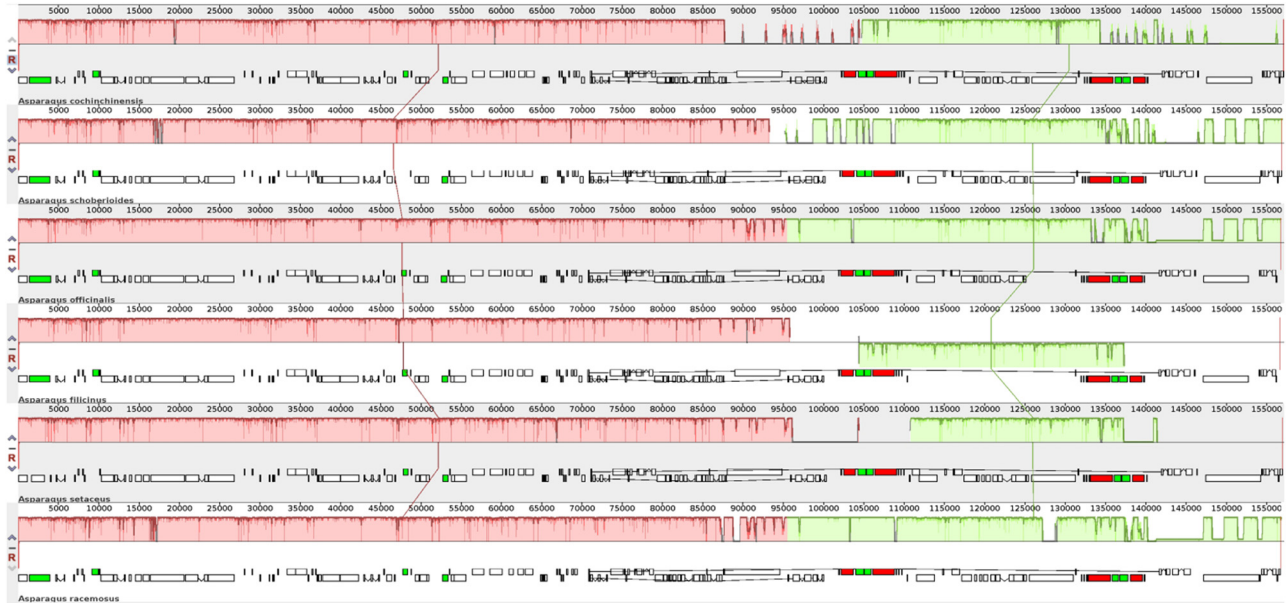 5000 10000 15000 20000 25000 30000 35000 40000 45000 50000 55000 60000 65000 70000 75000 80000 85000 90000 95000 100000 105000 110000 115000 120000 125000 130000 135000 140000 145000 150000 155000
R
Asparagus cochinchinensis
5000 10000 15000 20000 25000 30000 35000 40000 45000 50000 55000 60000 65000 70000 75000 80000 85000 90000 95000 100000 105000 110000 115000 120000 125000 130000 135000 140000 145000 150000 155000
R
Asparagus schoberioides
5000 10000 15000 20000 25000 30000 35000 40000 45000 50000 55000 60000 65000 70000 75000 80000 85000 90000 95000 100000 105000 110000 115000 120000 125000 130000 135000 140000 145000 150000 155000
R
Asparagus officinalis
5000 10000 15000 20000 25000 30000 35000 40000 45000 50000 55000 60000 65000 70000 75000 80000 85000 90000 95000 100000 105000 110000 115000 120000 125000 130000 135000 140000 145000 150000 155000
R
Asparagus filicinus
5000 10000 15000 20000 25000 30000 35000 40000 45000 50000 55000 60000 65000 70000 75000 80000 85000 90000 95000 100000 105000 110000 115000 120000 125000 130000 135000 140000 145000 150000 155000
R
Asparagus setaceus
5000 10000 15000 20000 25000 30000 35000 40000 45000 50000 55000 60000 65000 70000 75000 80000 85000 90000 95000 100000 105000 110000 115000 120000 125000 130000 135000 140000 145000 150000 155000
R
Asparagus racemosus